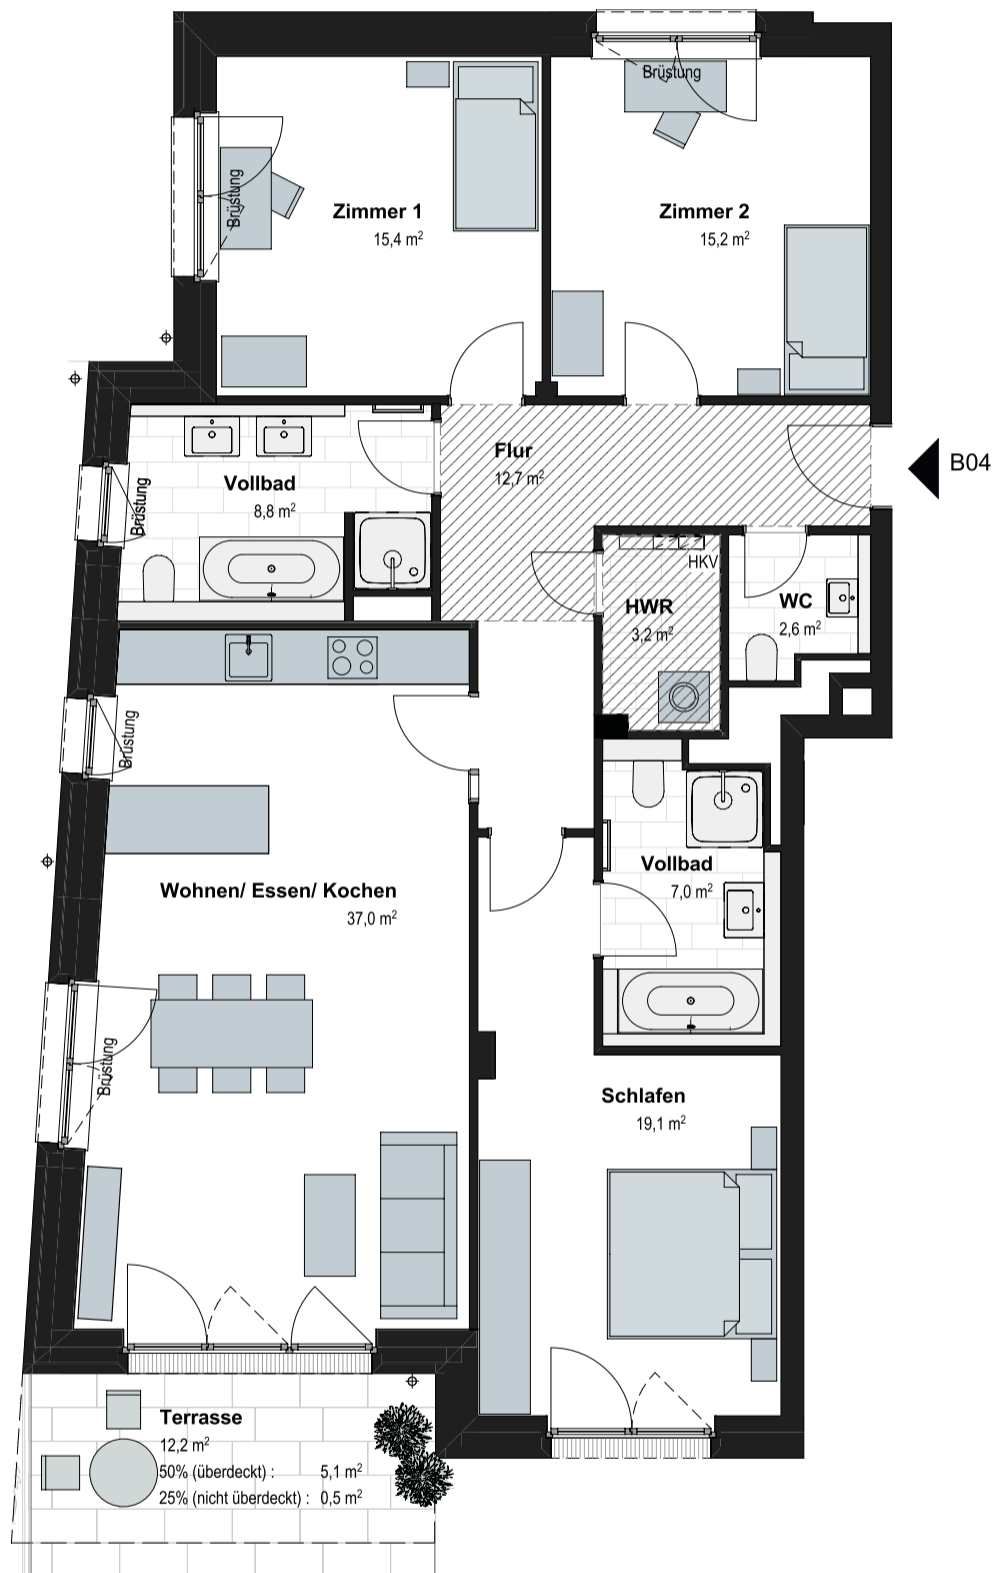 Brüstung
Brüstung
Zimmer 1
15,4 m²
Zimmer 2
15,2 m²
Flur
12,7 m²
B04
Vollbad
8,8 m²
Brüstung
HKV
HWR
3,2 m²
WC
2,6 m²
Brüstung
Vollbad
7,0 m²
Wohnen/ Essen/ Kochen
37,0 m²
Brüstung
Schlafen
19,1 m²
Terrasse
12,2 m²
50% (überdeckt) : 5,1 m²
25% (nicht überdeckt) : 0,5 m²